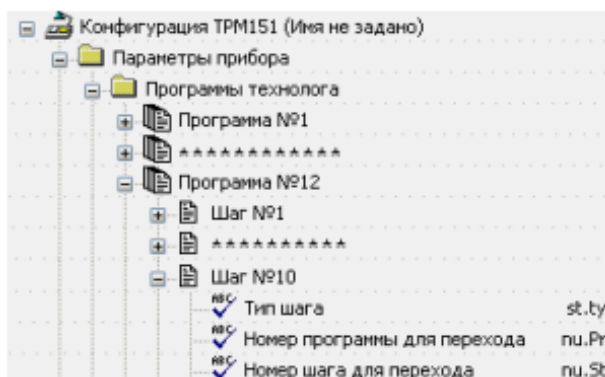 Конфигурация ТРМ151 (Имя не задано)
Параметры прибора
Программы технолога
Программа №1
* * * * * * * * * * * *
Программа №12
Шаг №1
* * * * * * * * * *
Шаг №10
Тип шага st.ty
Номер программы для перехода nu.Pr
Номер шага для перехода nu.St